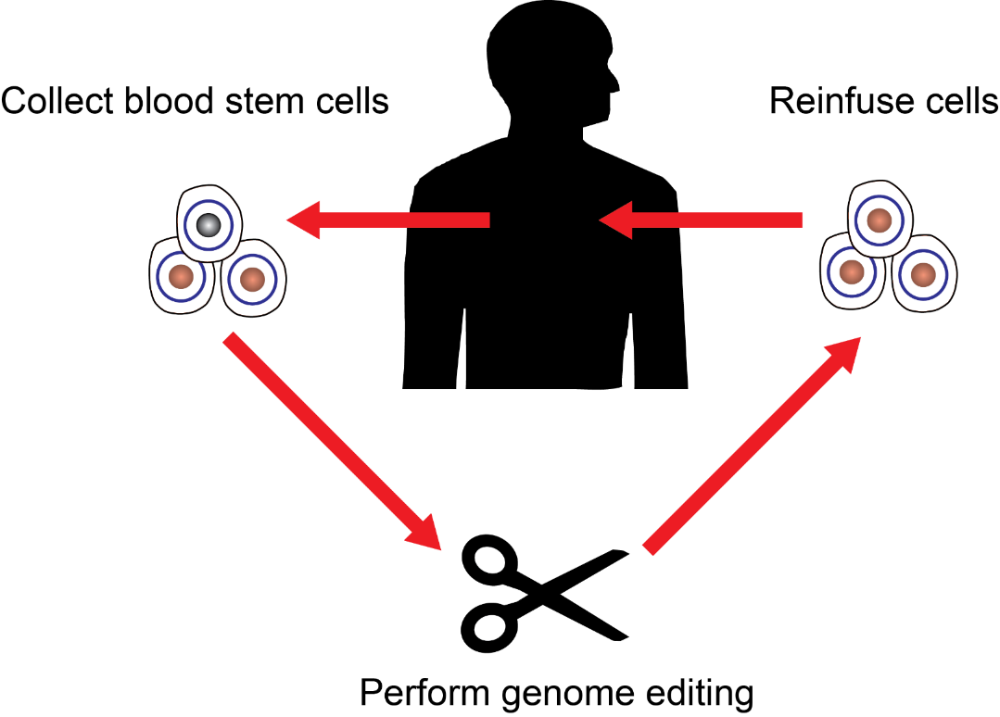 Collect blood stem cells
Reinfuse cells
Perform genome editing